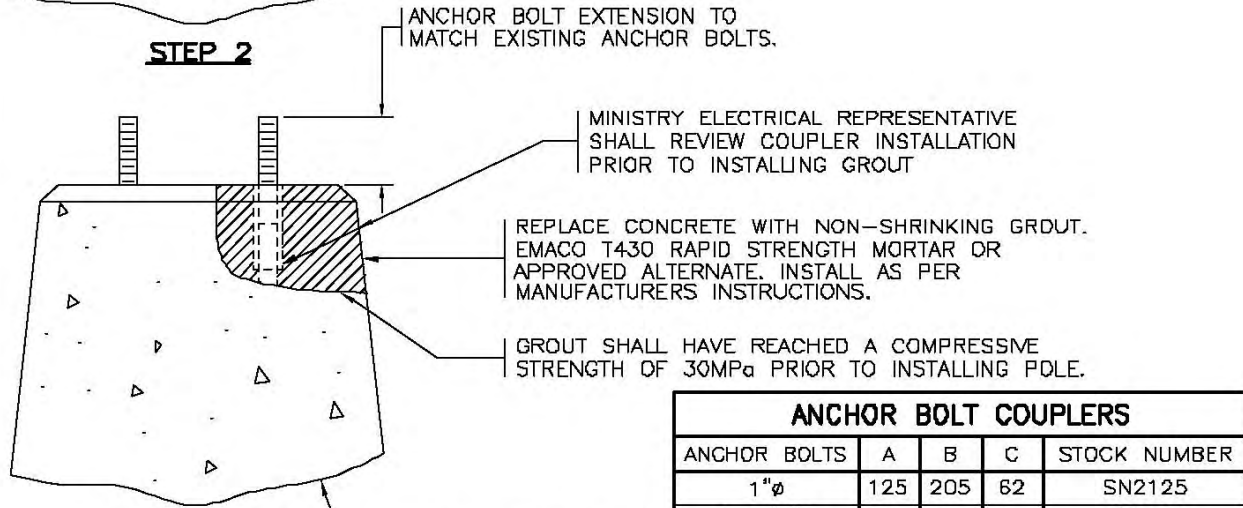 STEP 2
ANCHOR BOLT EXTENSION TO
MATCH EXISTING ANCHOR BOLTS.
MINISTRY ELECTRICAL REPRESENTATIVE
SHALL REVIEW COUPLER INSTALLATION
PRIOR TO INSTALLING GROUT
REPLACE CONCRETE WITH NON-SHRINKING GROUT.
EMACO T430 RAPID STRENGTH MORTAR OR
APPROVED ALTERNATE. INSTALL AS PER
MANUFACTURERS INSTRUCTIONS.
GROUT SHALL HAVE REACHED A COMPRESSIVE
STRENGTH OF 30MPa PRIOR TO INSTALLING POLE.
ANCHOR BOLT COUPLERS
ANCHOR BOLTS A B C STOCK NUMBER
1"ø 125 205 62 SN2125